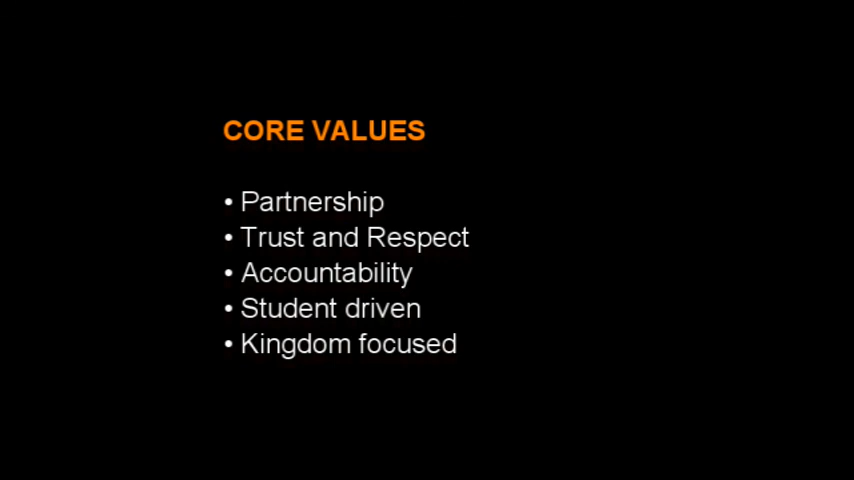 CORE VALUES
• Partnership
• Trust and Respect
• Accountability
• Student driven
• Kingdom focused